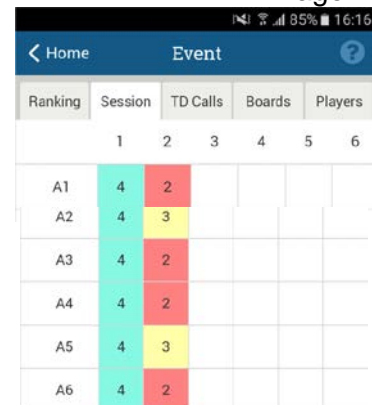 85% 16:16
Home Event ?
Ranking Session TD Calls Boards Players
1 2 3 4 5 6
A1 4 2
A2 4 3
A3 4 2
A4 4 2
A5 4 3
A6 4 2